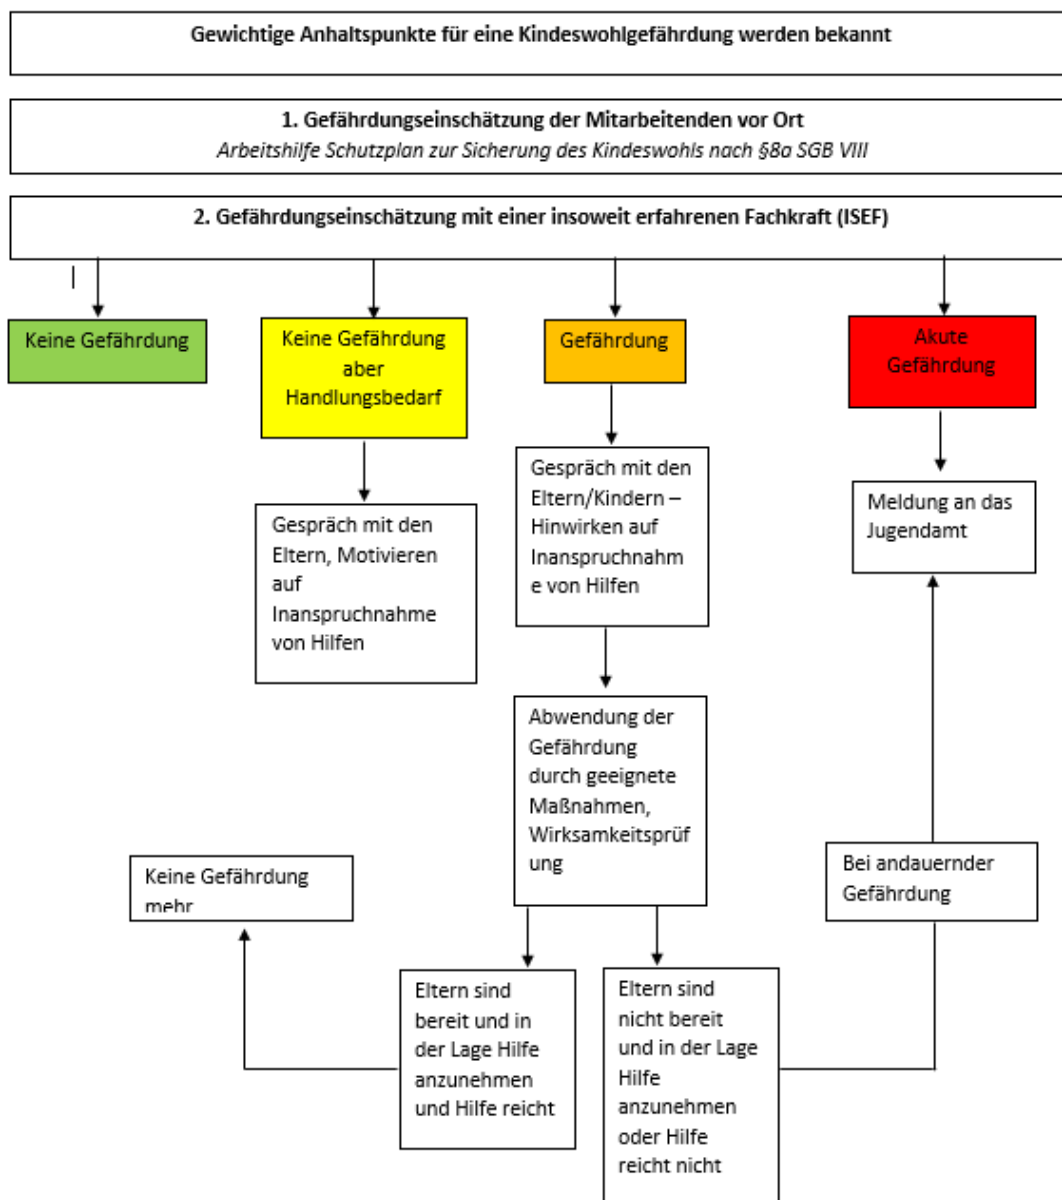 Gewichtige Anhaltspunkte für eine Kindeswohlgefährdung werden bekannt
1. Gefährdungseinschätzung der Mitarbeitenden vor Ort
Arbeitshilfe Schutzplan zur Sicherung des Kindeswohls nach §8a SGB VIII
2. Gefährdungseinschätzung mit einer insoweit erfahrenen Fachkraft (ISEF)
Keine Gefährdung
Keine Gefährdung
aber
Handlungsbedarf
Gefährdung
Akute
Gefährdung
Gespräch mit den
Eltern, Motivieren
auf
Inanspruchnahme
von Hilfen
Gespräch mit den
Eltern/Kindern –
Hinwirken auf
Inanspruchnahm
e von Hilfen
Meldung an das
Jugendamt
Abwendung der
Gefährdung
durch geeignete
Maßnahmen,
Wirksamkeitsprüf
ung
Keine Gefährdung
mehr
Bei andauernder
Gefährdung
Eltern sind
bereit und in
der Lage Hilfe
anzunehmen
und Hilfe reicht
Eltern sind
nicht bereit
und in der Lage
Hilfe
anzunehmen
oder Hilfe
reicht nicht